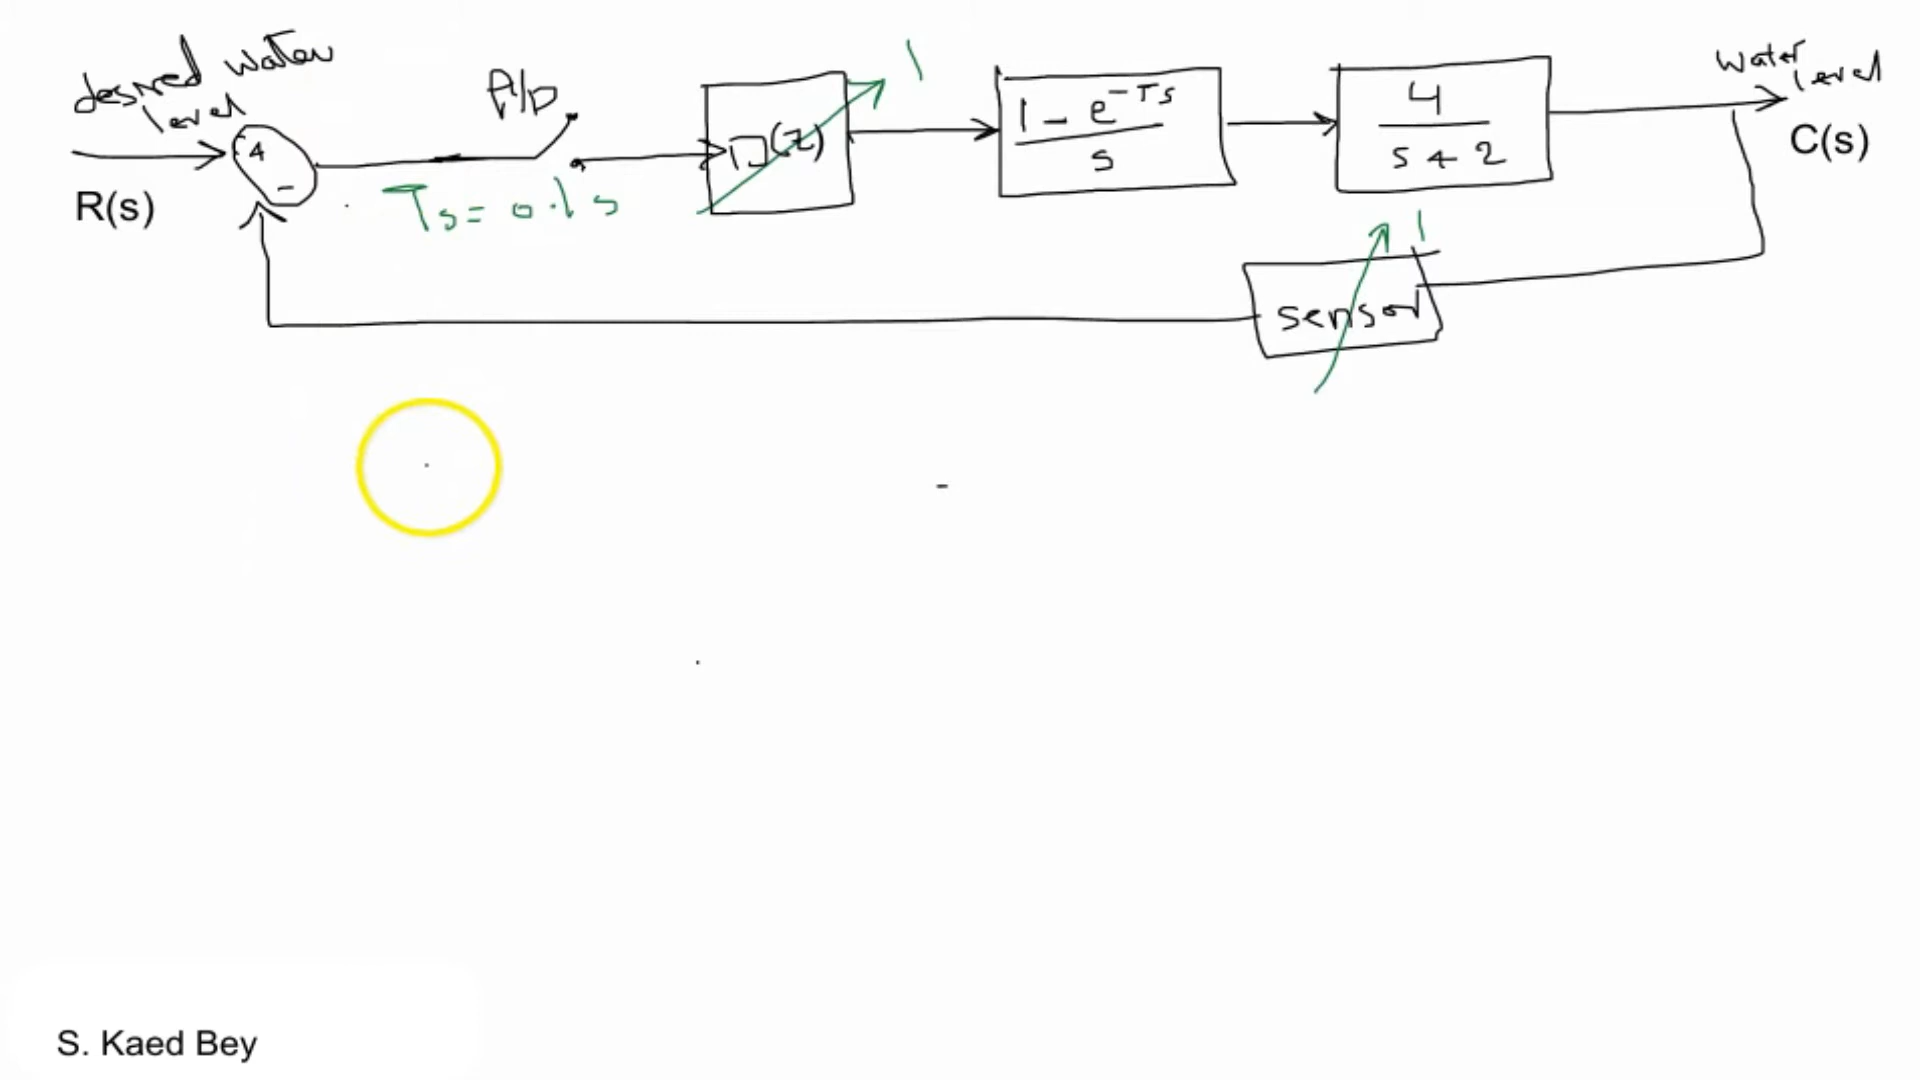 desired water
level
A/D
1
D(z)
1 - e^-Ts
s
4
s + 2
water
level
C(s)
+
-
R(s)
Ts = 0.1 s
1
sensor
S. Kaed Bey